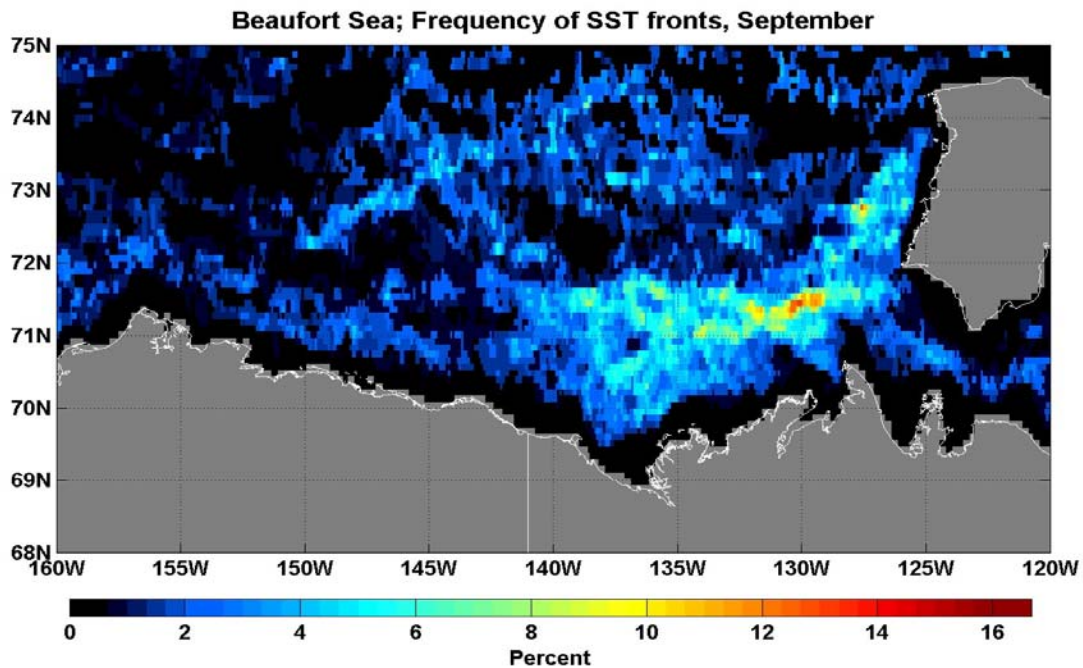 Beaufort Sea; Frequency of SST fronts, September
75N
74N
73N
72N
71N
70N
69N
68N
160W 155W 150W 145W 140W 135W 130W 125W 120W
0 2 4 6 8 10 12 14 16
Percent